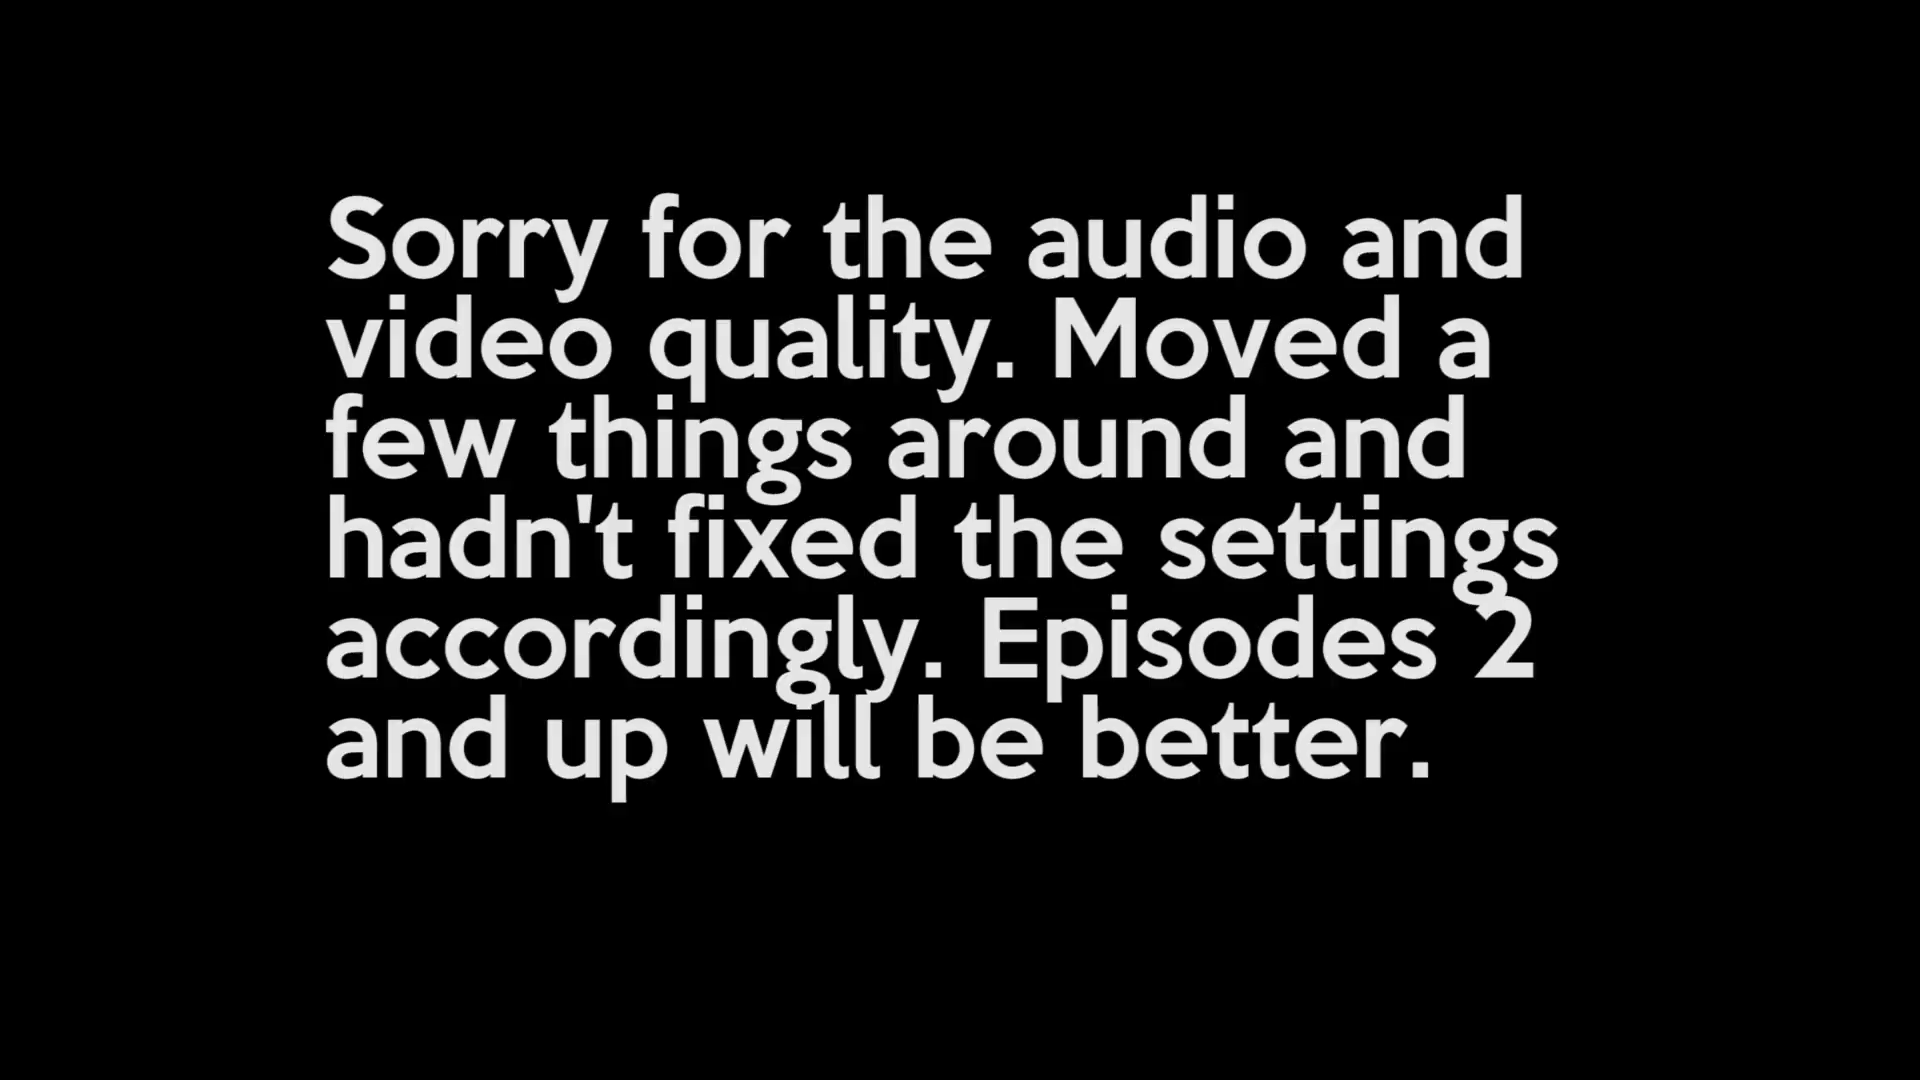 Sorry for the audio and
video quality. Moved a
few things around and
hadn't fixed the settings
accordingly. Episodes 2
and up will be better.